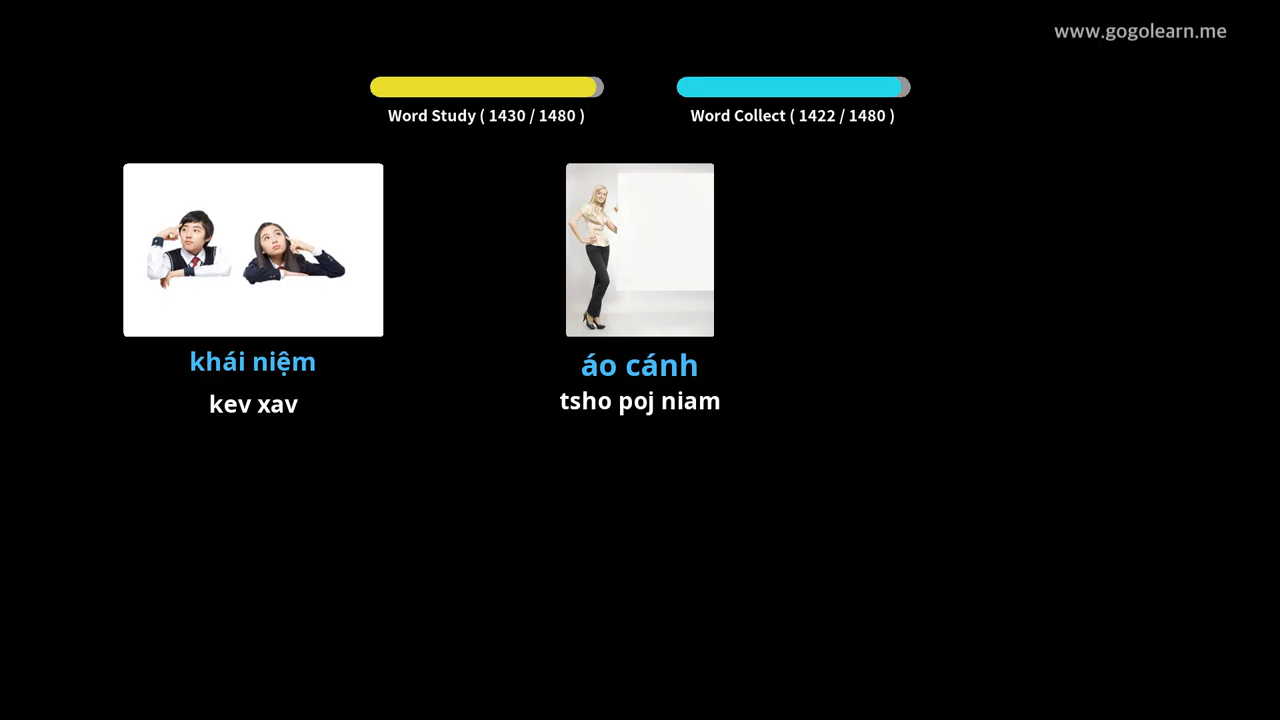 www.gogolearn.me
Word Study ( 1430 / 1480 )
Word Collect ( 1422 / 1480 )
khái niệm
kev xav
áo cánh
tsho poj niam